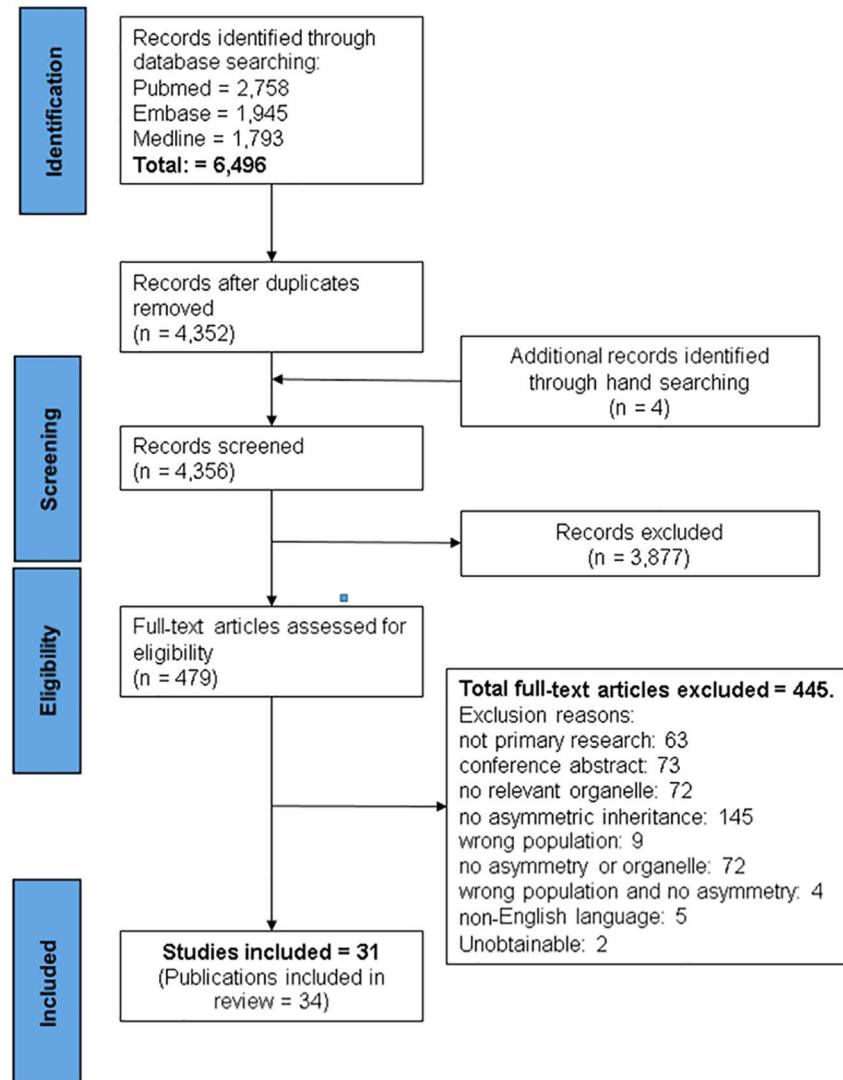 Identification
Records identified through
database searching:
Pubmed = 2,758
Embase = 1,945
Medline = 1,793
Total: = 6,496
Records after duplicates
removed
(n = 4,352)
Additional records identified
through hand searching
(n = 4)
Screening
Records screened
(n = 4,356)
Records excluded
(n = 3,877)
Eligibility
Full-text articles assessed for
eligibility
(n = 479)
Total full-text articles excluded = 445.
Exclusion reasons:
not primary research: 63
conference abstract: 73
no relevant organelle: 72
no asymmetric inheritance: 145
wrong population: 9
no asymmetry or organelle: 72
wrong population and no asymmetry: 4
non-English language: 5
Unobtainable: 2
Included
Studies included = 31
(Publications included in
review = 34)